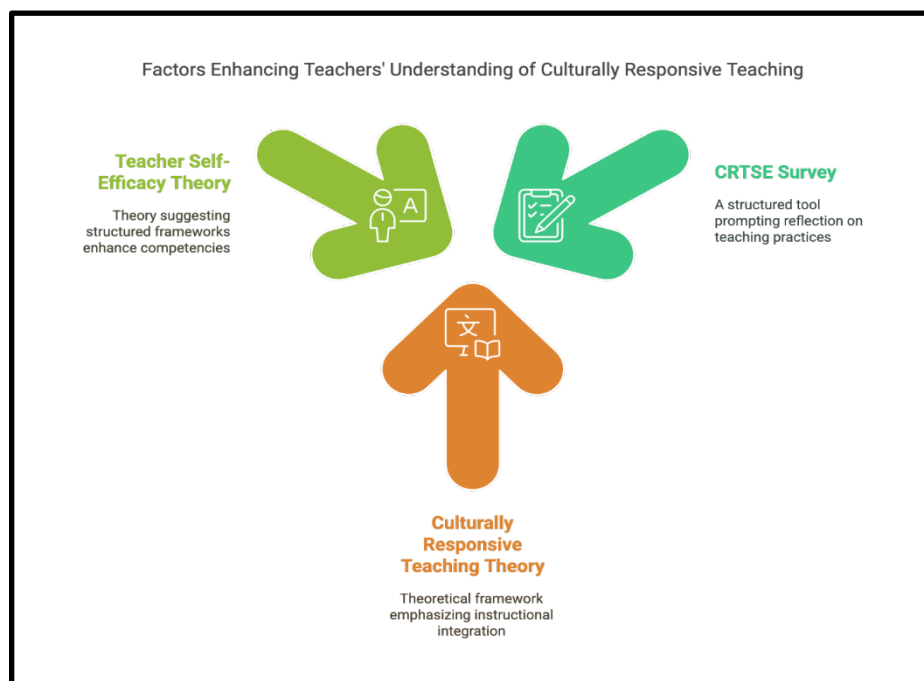 Factors Enhancing Teachers' Understanding of Culturally Responsive Teaching
Teacher Self-
Efficacy Theory
Theory suggesting
structured frameworks
enhance competencies
A
CRTSE Survey
A structured tool
prompting reflection on
teaching practices
文
Culturally
Responsive
Teaching Theory
Theoretical framework
emphasizing instructional
integration